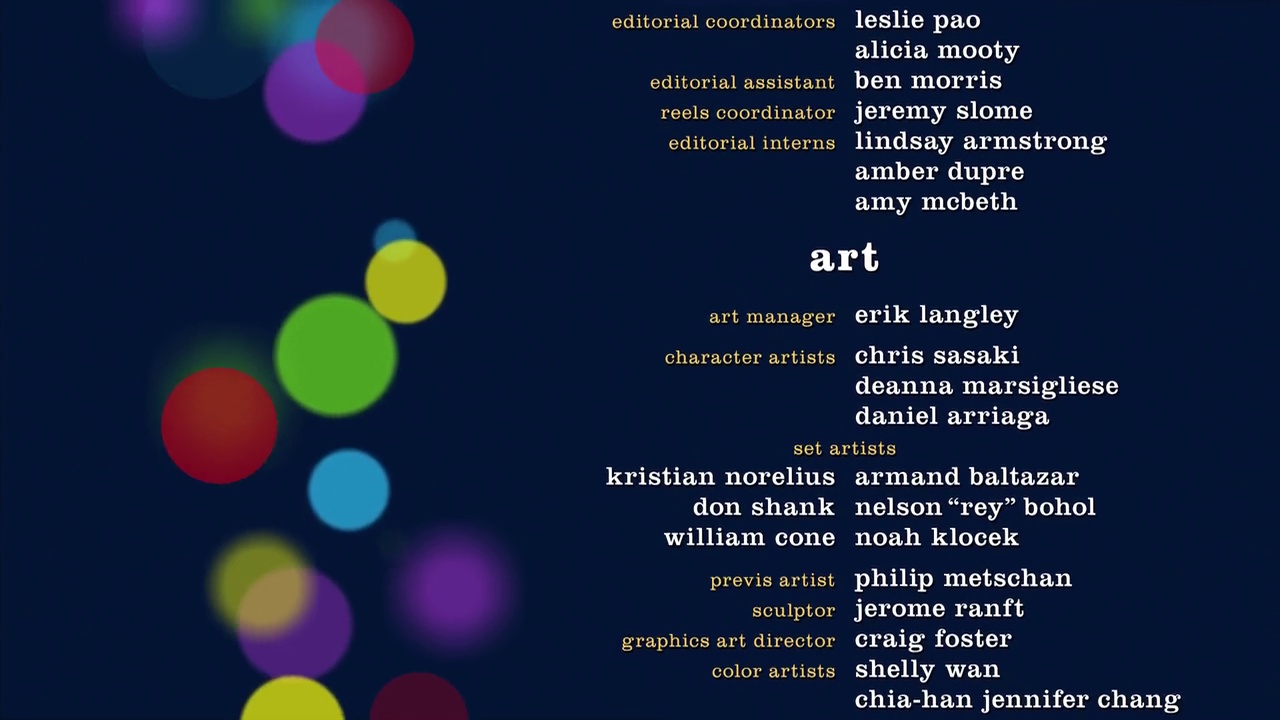 editorial coordinators leslie pao
alicia mooty
editorial assistant ben morris
reels coordinator jeremy slome
editorial interns lindsay armstrong
amber dupre
amy mcbeth
art
art manager erik langley
character artists chris sasaki
deanna marsigliese
daniel arriaga
set artists
kristian norelius armand baltazar
don shank nelson “rey” bohol
william cone noah klocek
previs artist philip metschan
sculptor jerome ranft
graphics art director craig foster
color artists shelly wan
chia-han jennifer chang